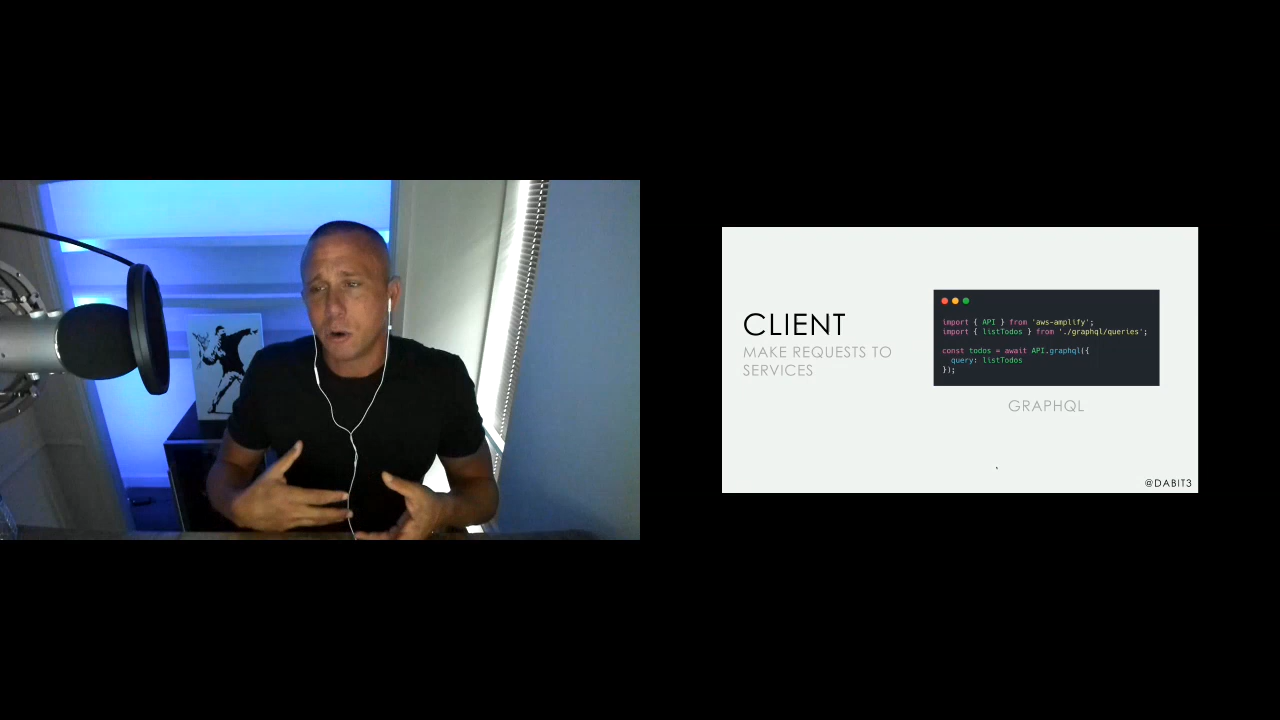 CLIENT
MAKE REQUESTS TO
SERVICES
import { API } from 'aws-amplify';
import { listTodos } from './graphql/queries';
const todos = await API.graphql({
  query: listTodos
});
GRAPHQL
@DABIT3